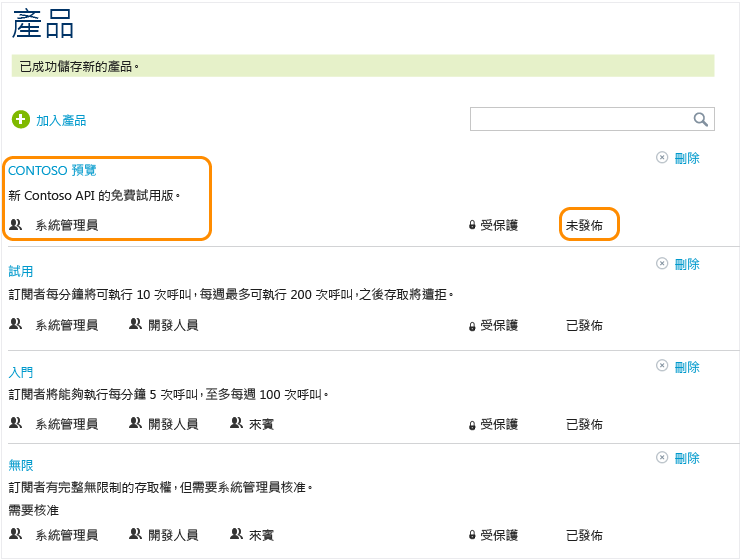 產品
已成功儲存新的產品。
加入產品
刪除
CONTOSO 預覽
新 Contoso API 的免費試用版。
系統管理員 受保護 未發佈
刪除
試用
訂閱者每分鐘將可執行 10 次呼叫，每週最多可執行 200 次呼叫，之後存取將遭拒。
系統管理員 開發人員 受保護 已發佈
刪除
入門
訂閱者將能夠執行每分鐘 5 次呼叫，至多每週 100 次呼叫。
系統管理員 開發人員 來賓 受保護 已發佈
刪除
無限
訂閱者有完整無限制的存取權，但需要系統管理員核准。
需要核准
系統管理員 開發人員 來賓 受保護 已發佈